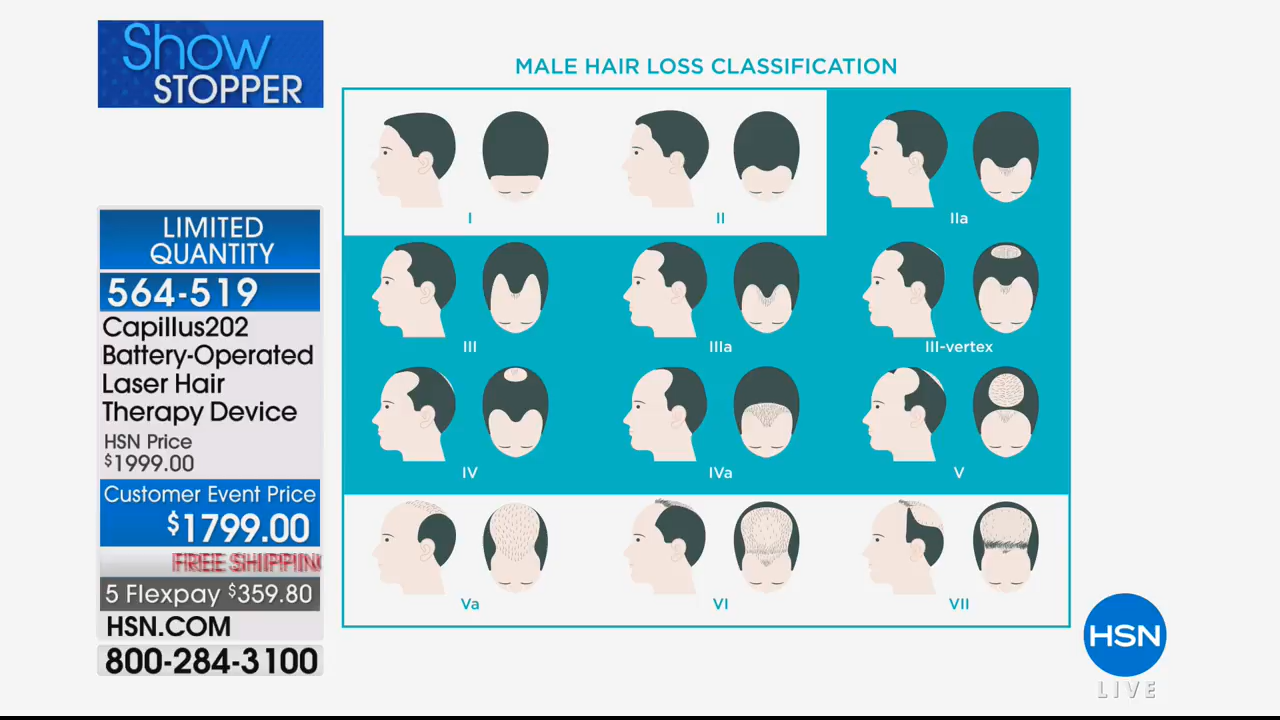 Show
STOPPER
MALE HAIR LOSS CLASSIFICATION
I
II
IIa
III
IIIa
III-vertex
IV
IVa
V
Va
VI
VII
LIMITED
QUANTITY
564-519
Capillus202
Battery-Operated
Laser Hair
Therapy Device
HSN Price
$1999.00
Customer Event Price
$1799.00
FREE SHIPPING
5 Flexpay $359.80
HSN.COM
800-284-3100
HSN
LIVE